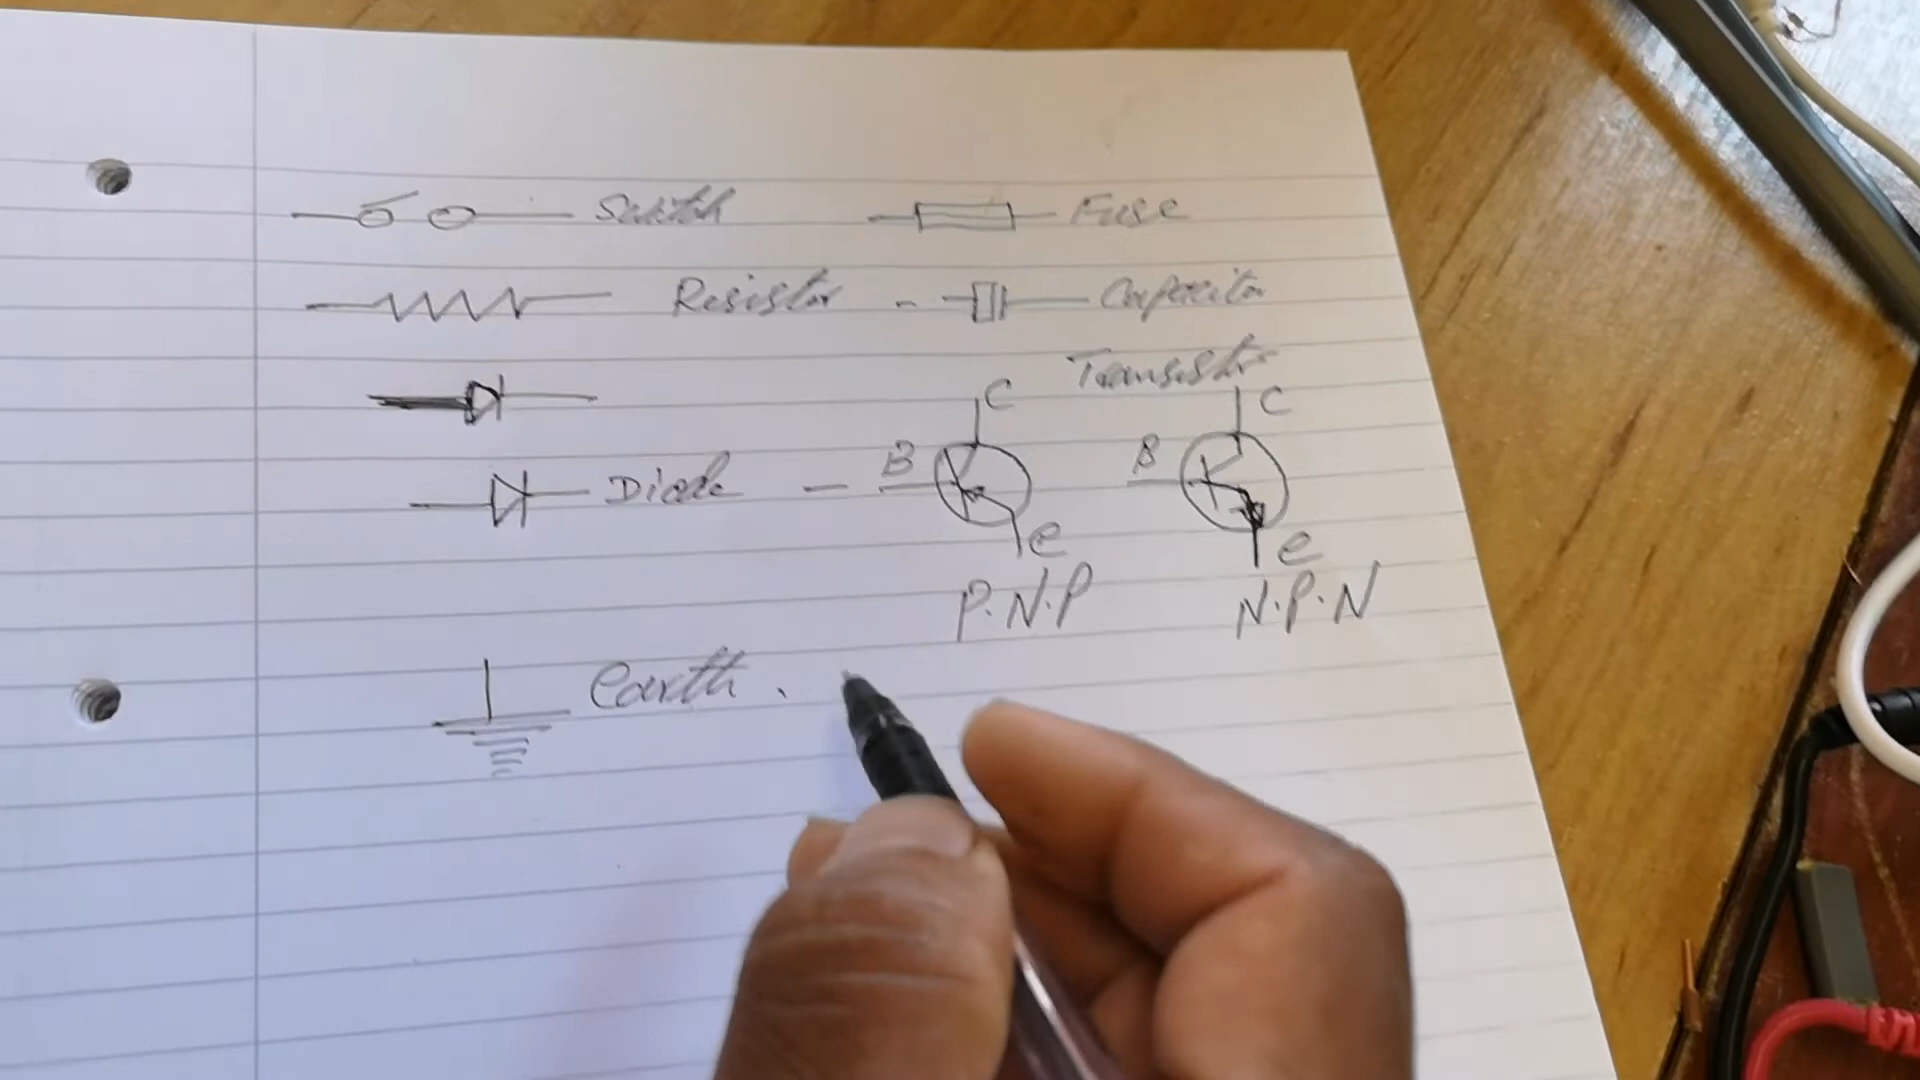 Switch Fuse
Resistor - Capacitor
Transistor
C C
B B
Diode
e e
P.N.P N.P.N
earth.